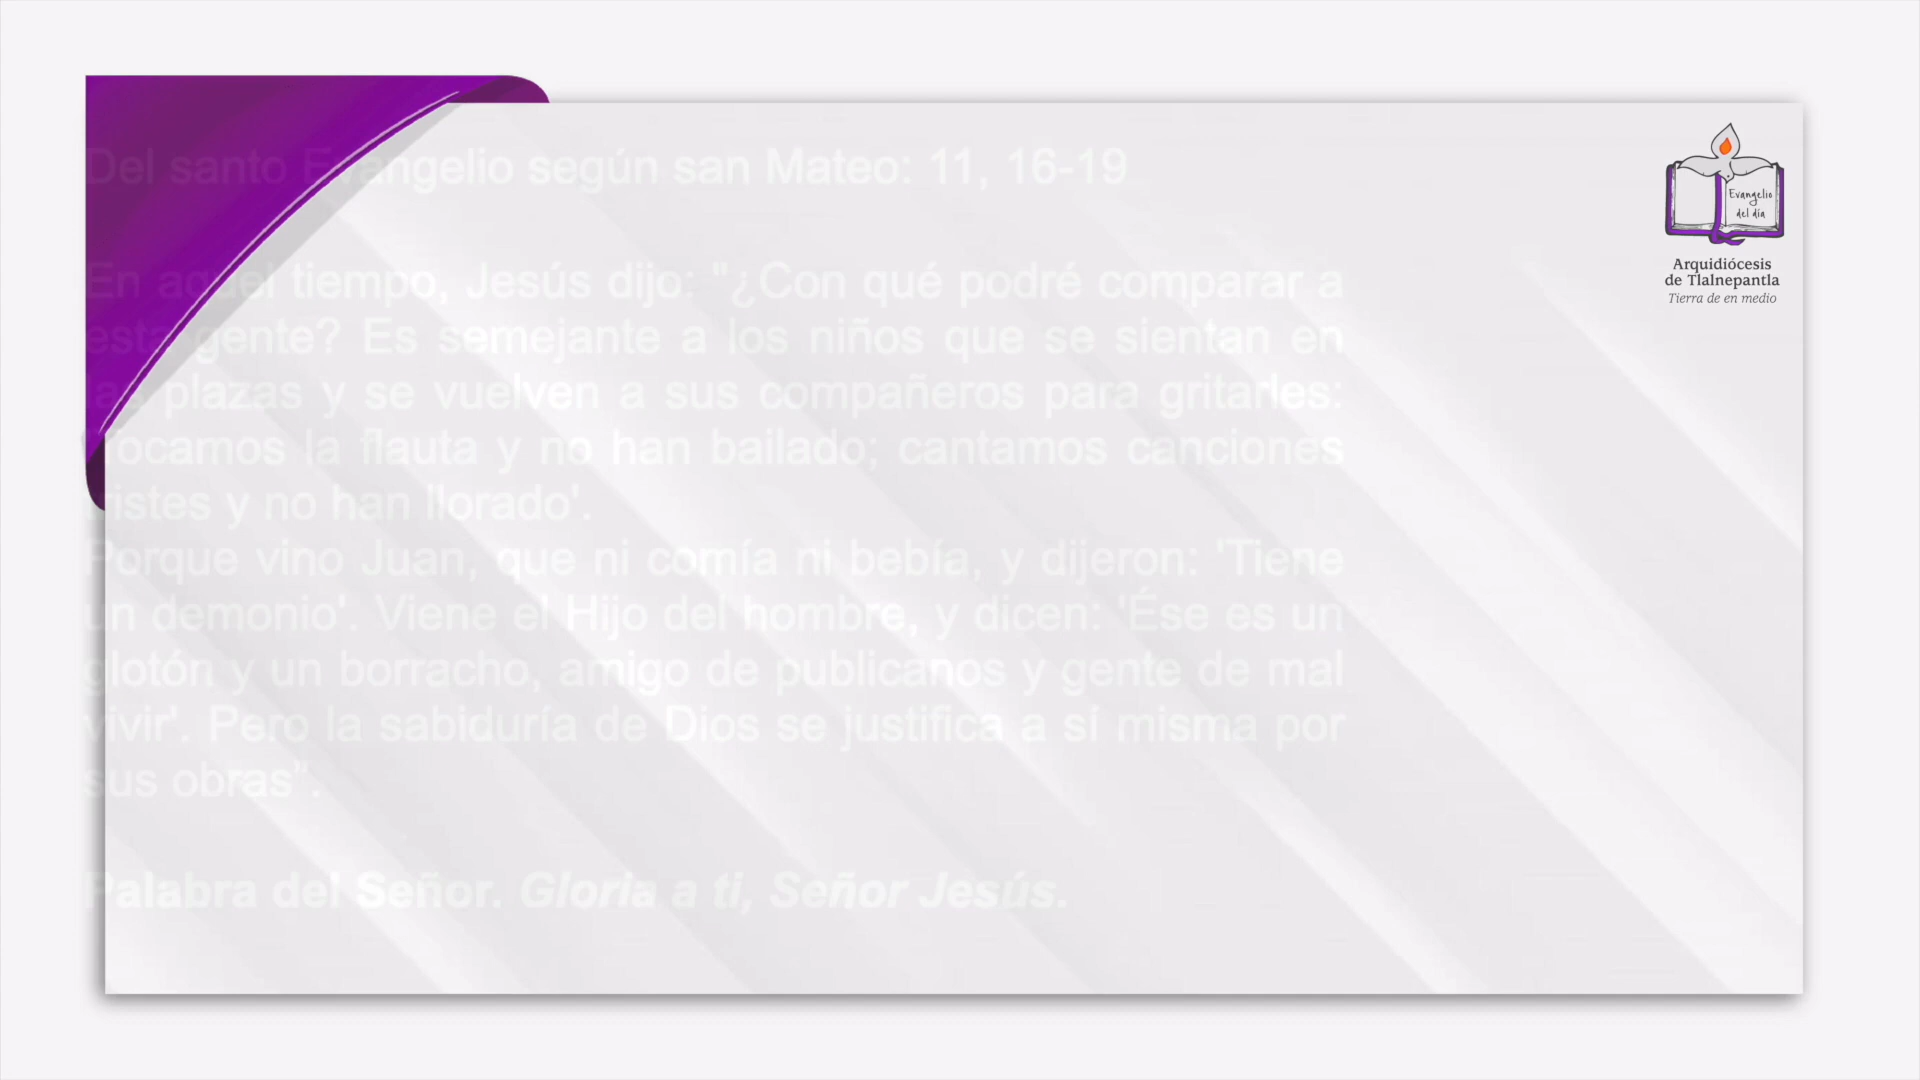 Del santo Evangelio según san Mateo: 11, 16-19
En aquel tiempo, Jesús dijo: "¿Con qué podré comparar a
esta gente? Es semejante a los niños que se sientan en
las plazas y se vuelven a sus compañeros para gritarles:
'Tocamos la flauta y no han bailado; cantamos canciones
tristes y no han llorado'.
Porque vino Juan, que ni comía ni bebía, y dijeron: 'Tiene
un demonio'. Viene el Hijo del hombre, y dicen: 'Ése es un
glotón y un borracho, amigo de publicanos y gente de mal
vivir'. Pero la sabiduría de Dios se justifica a sí misma por
sus obras".
Palabra del Señor. Gloria a ti, Señor Jesús.
Evangelio
del día
Arquidiócesis
de Tlalnepantla
Tierra de en medio